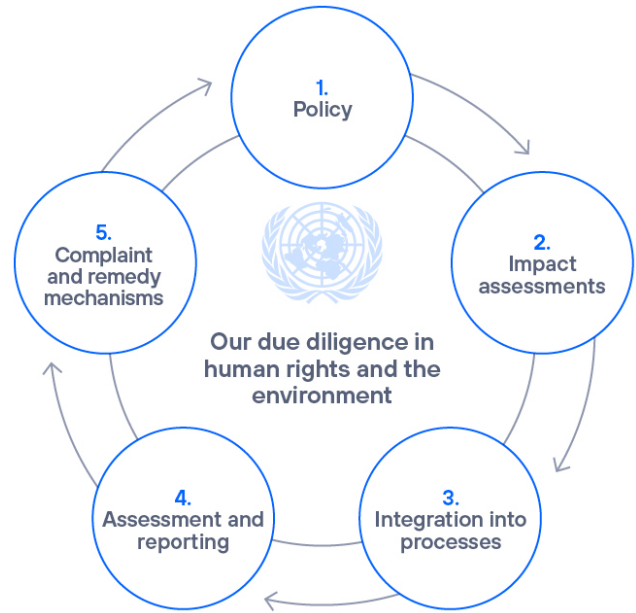 1.
Policy
2.
Impact
assessments
3.
Integration into
processes
4.
Assessment and
reporting
5.
Complaint
and remedy
mechanisms
Our due diligence in
human rights and the
environment